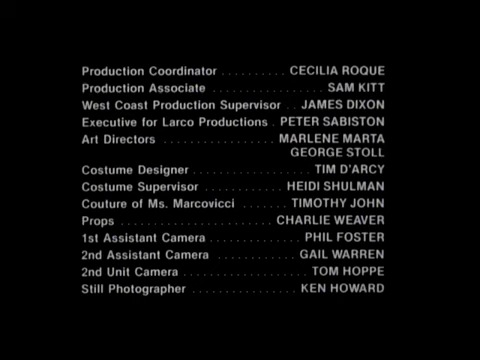 Production Coordinator . . . . . . . . . . CECILIA ROQUE
Production Associate . . . . . . . . . . . . . . . . . SAM KITT
West Coast Production Supervisor . . JAMES DIXON
Executive for Larco Productions . PETER SABISTON
Art Directors . . . . . . . . . . . . . . . . . MARLENE MARTA
GEORGE STOLL
Costume Designer . . . . . . . . . . . . . . . . . TIM D'ARCY
Costume Supervisor . . . . . . . . . . . . HEIDI SHULMAN
Couture of Ms. Marcovicci . . . . . . . TIMOTHY JOHN
Props . . . . . . . . . . . . . . . . . . . . . . . CHARLIE WEAVER
1st Assistant Camera . . . . . . . . . . . . . . PHIL FOSTER
2nd Assistant Camera . . . . . . . . . . . . . GAIL WARREN
2nd Unit Camera . . . . . . . . . . . . . . . . . . . TOM HOPPE
Still Photographer . . . . . . . . . . . . . . . . KEN HOWARD